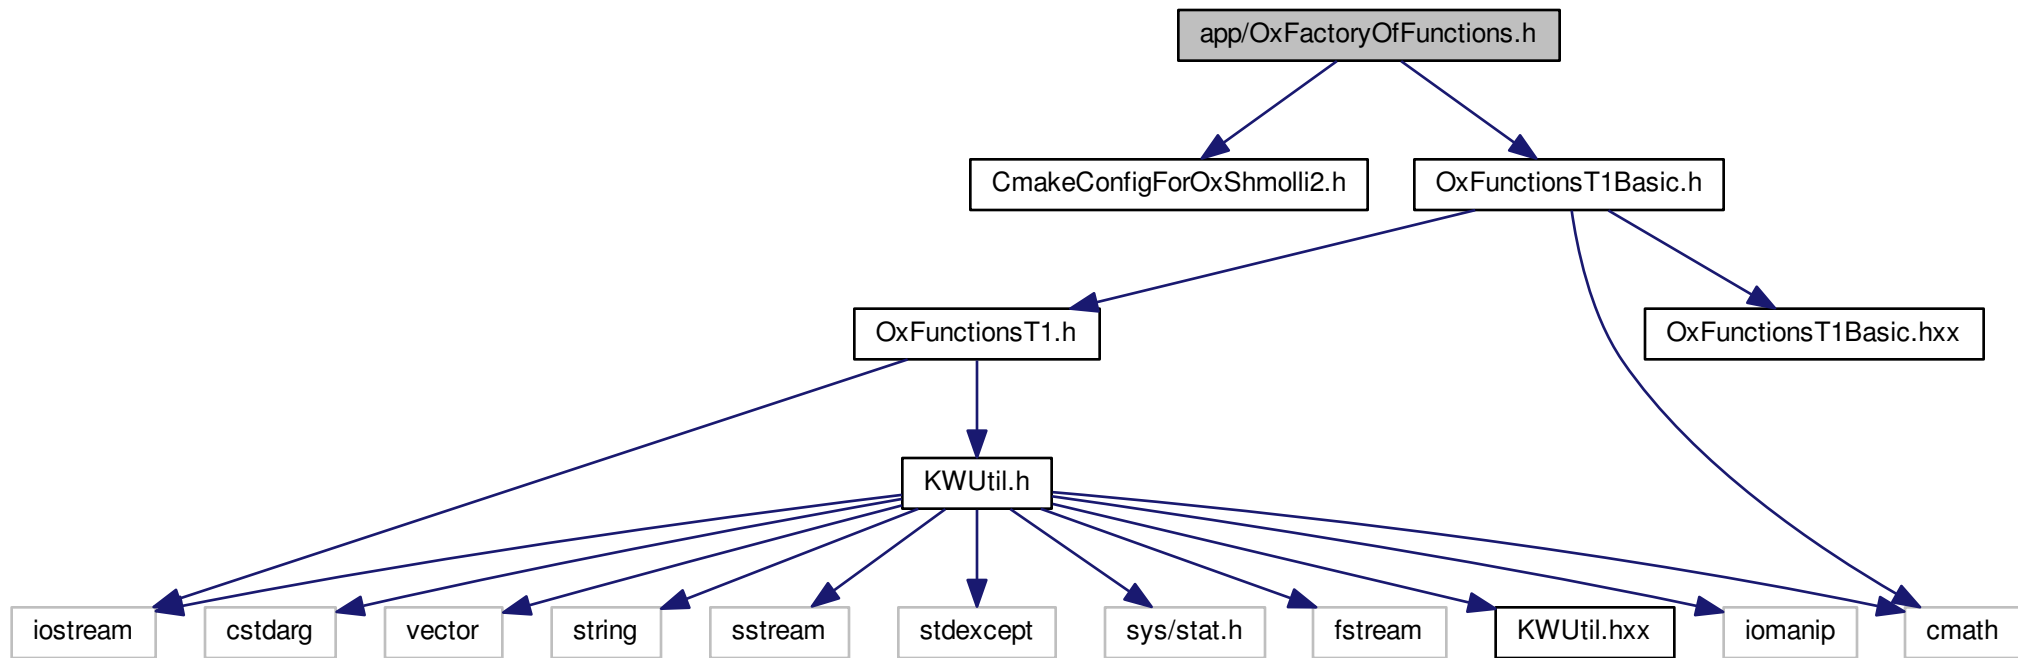 app/OxFactoryOfFunctions.h
CmakeConfigForOxShmolli2.h
OxFunctionsT1Basic.h
OxFunctionsT1.h
OxFunctionsT1Basic.hxx
KWUtil.h
iostream
cstdarg
vector
string
sstream
stdexcept
sys/stat.h
fstream
KWUtil.hxx
iomanip
cmath